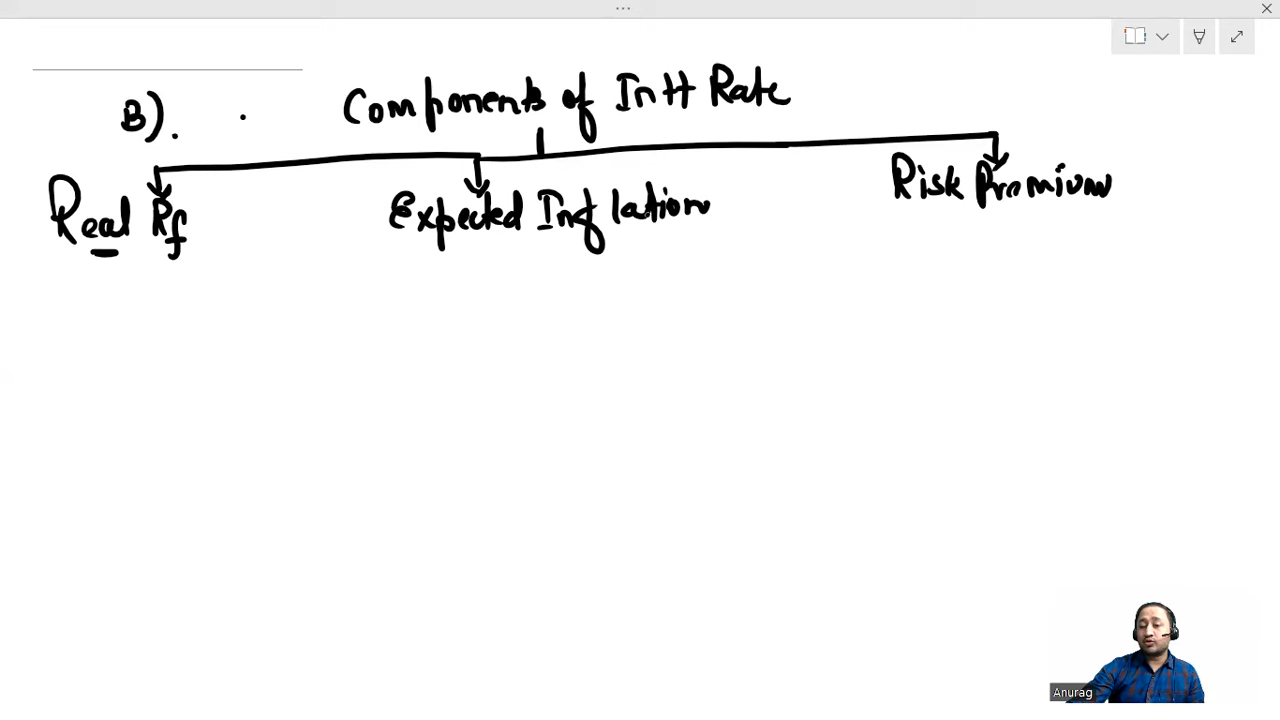 B). Components of Intt Rate
Real Rf Expected Inflation Risk Premium
Anurag